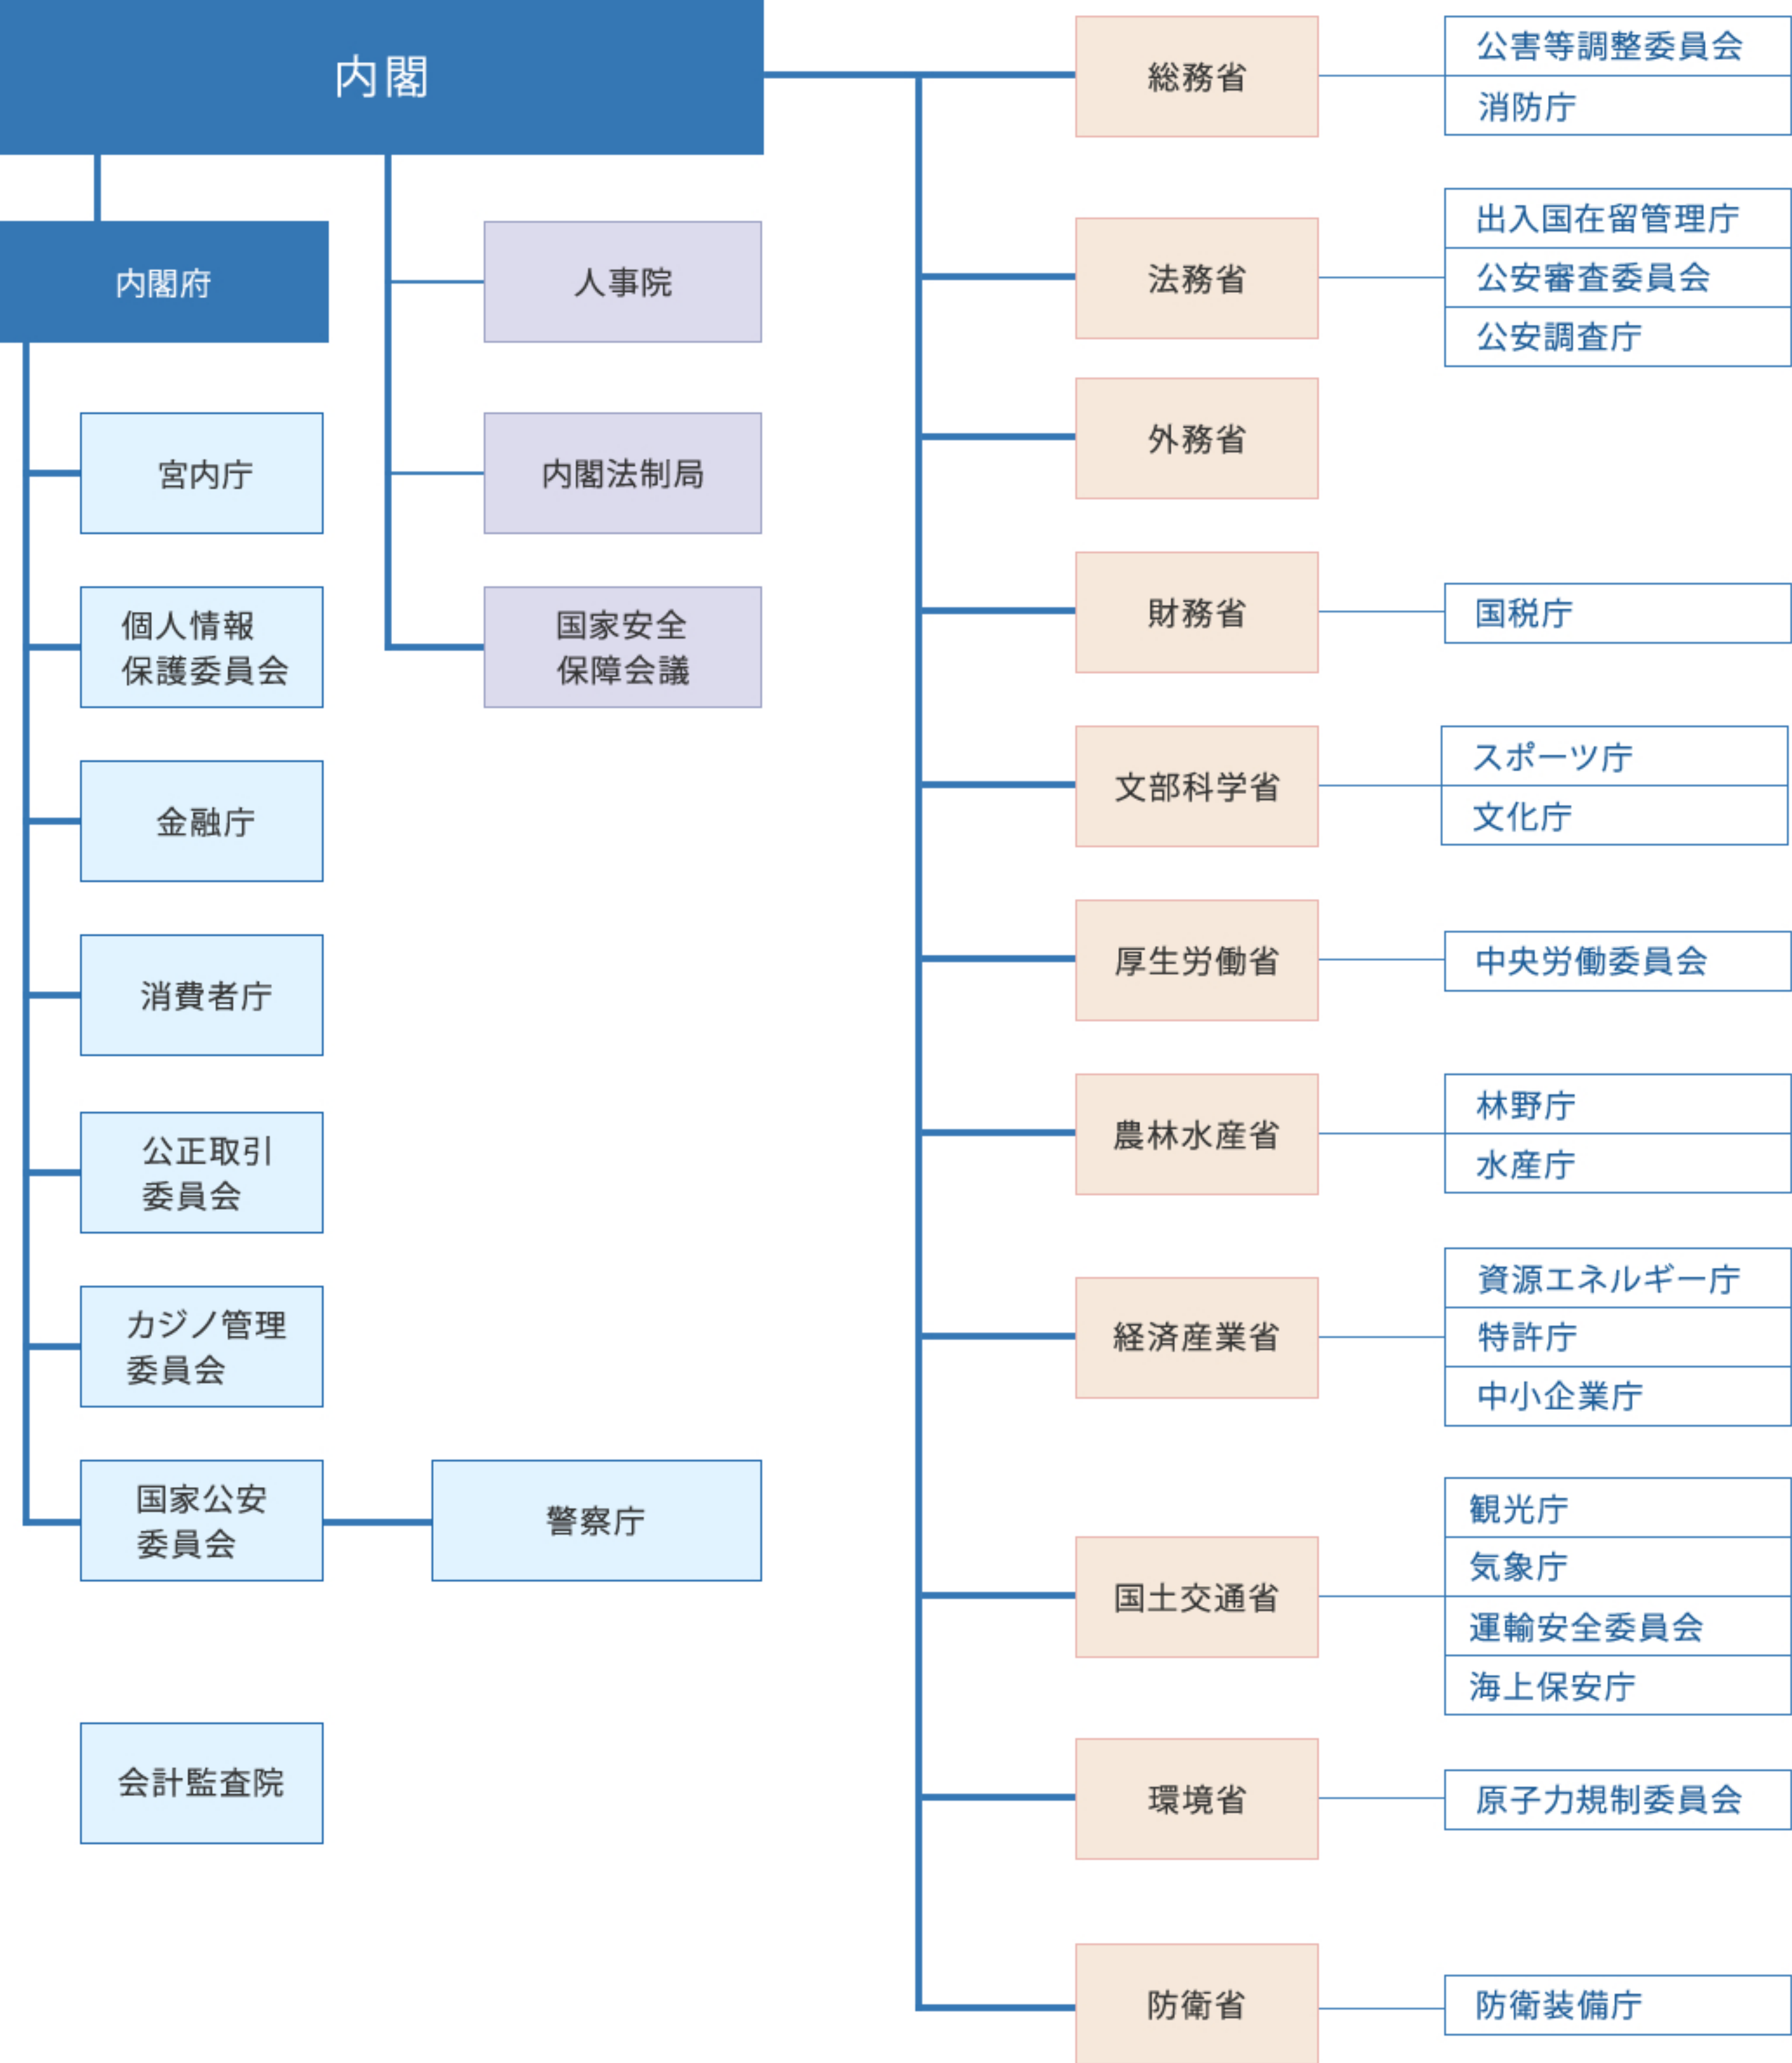 内閣
内閣府
人事院
内閣法制局
国家安全
保障会議
宮内庁
個人情報
保護委員会
金融庁
消費者庁
公正取引
委員会
カジノ管理
委員会
国家公安
委員会
警察庁
会計監査院
総務省
公害等調整委員会
消防庁
法務省
出入国在留管理庁
公安審査委員会
公安調査庁
外務省
財務省
国税庁
文部科学省
スポーツ庁
文化庁
厚生労働省
中央労働委員会
農林水産省
林野庁
水産庁
経済産業省
資源エネルギー庁
特許庁
中小企業庁
国土交通省
観光庁
気象庁
運輸安全委員会
海上保安庁
環境省
原子力規制委員会
防衛省
防衛装備庁